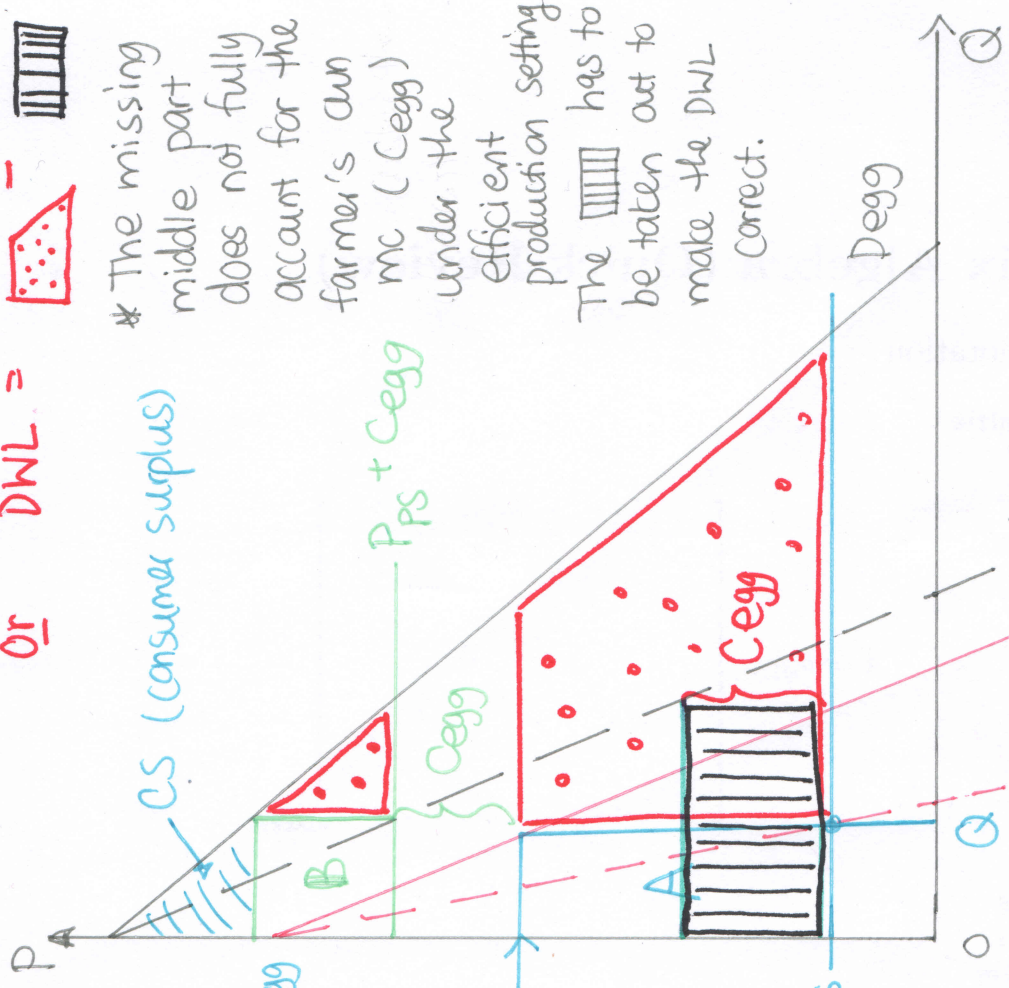 Or DWL = -
* The missing
middle part
does not fully
account for the
farmer's own
mc (Cegg)
under the
efficient
production setting
The has to
be taken out to
make the DWL
correct.
P
CS (consumer surplus)
B
PPS + Cegg
Cegg
A
Cegg
Degg
O
Q
Q